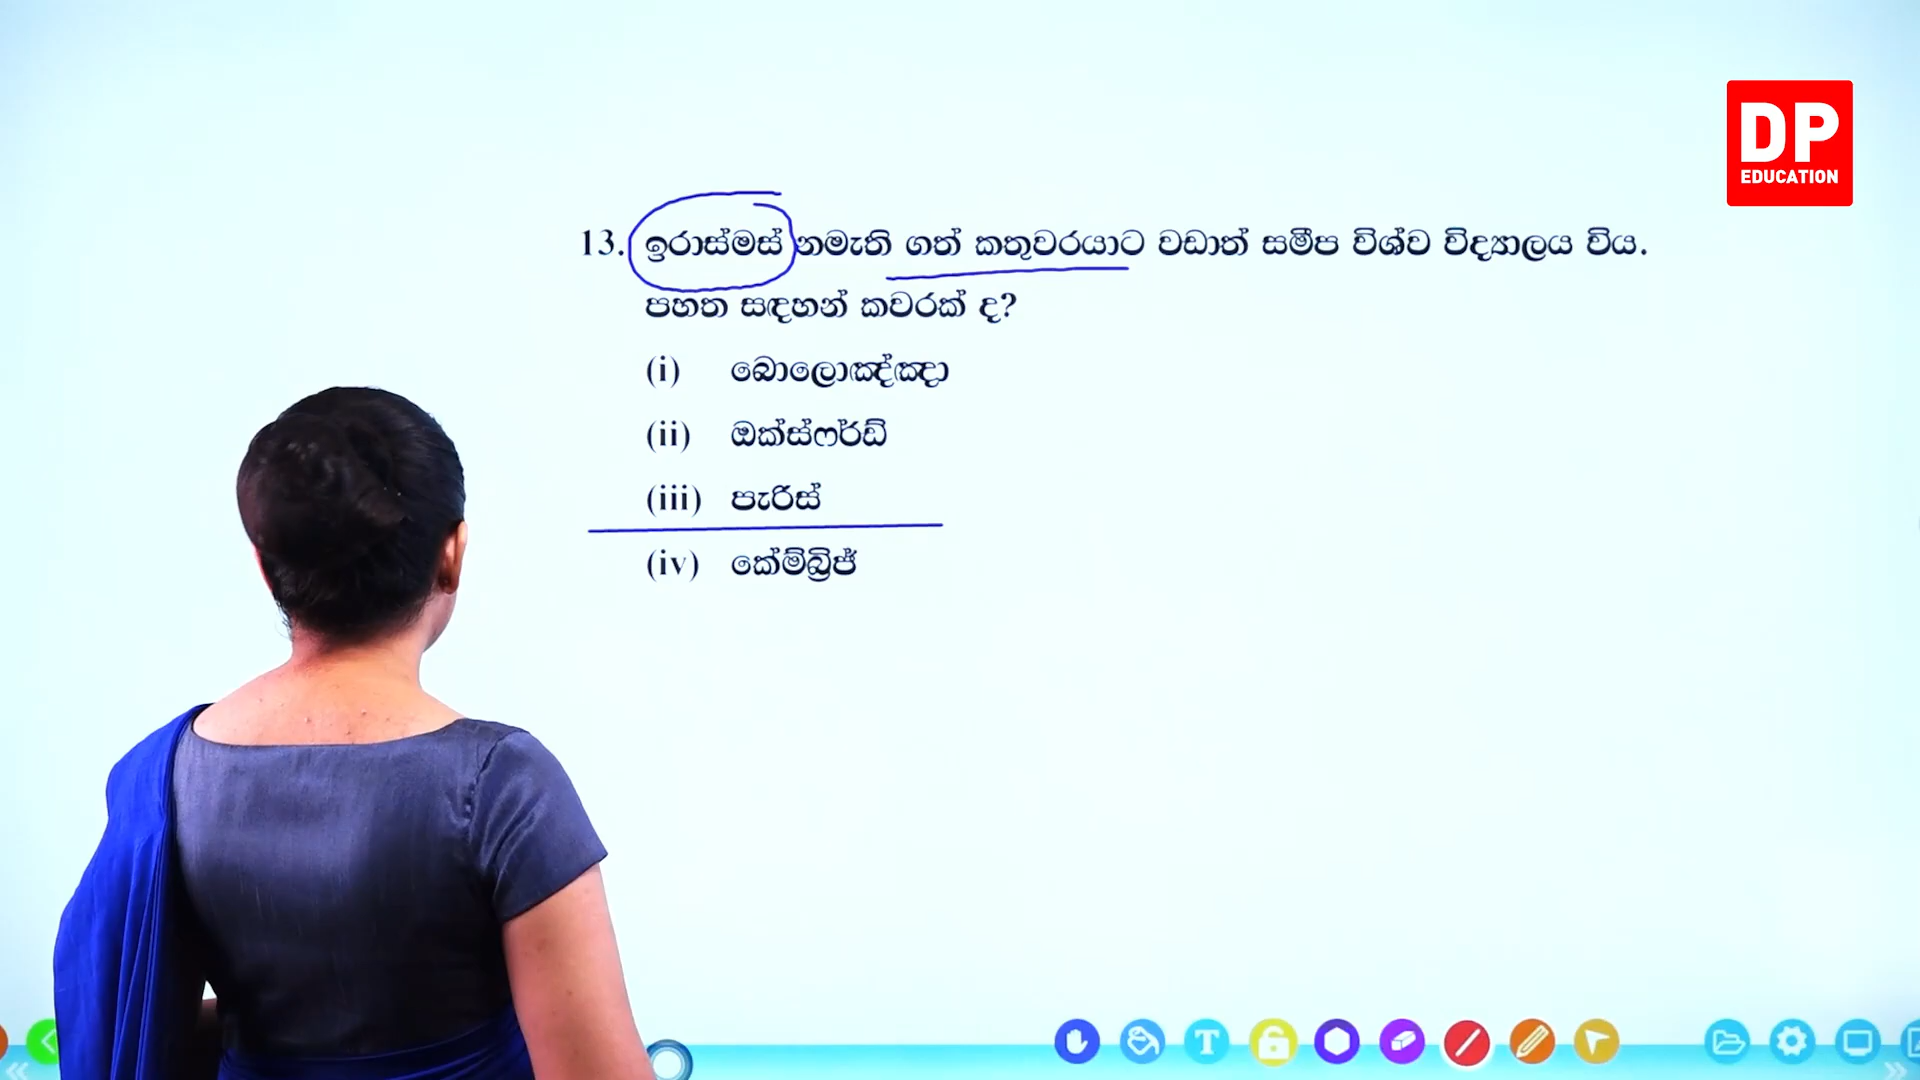 DP
EDUCATION
13. ඉරාස්මස් නමැති ගත් කතුවරයාට වඩාත් සමීප විශ්ව විද්‍යාලය විය.
පහත සඳහන් කවරක් ද?
(i) බොලොඤ්ඤා
(ii) ඔක්ස්ෆර්ඩ්
(iii) පැරිස්
(iv) කේම්බ්‍රිජ්